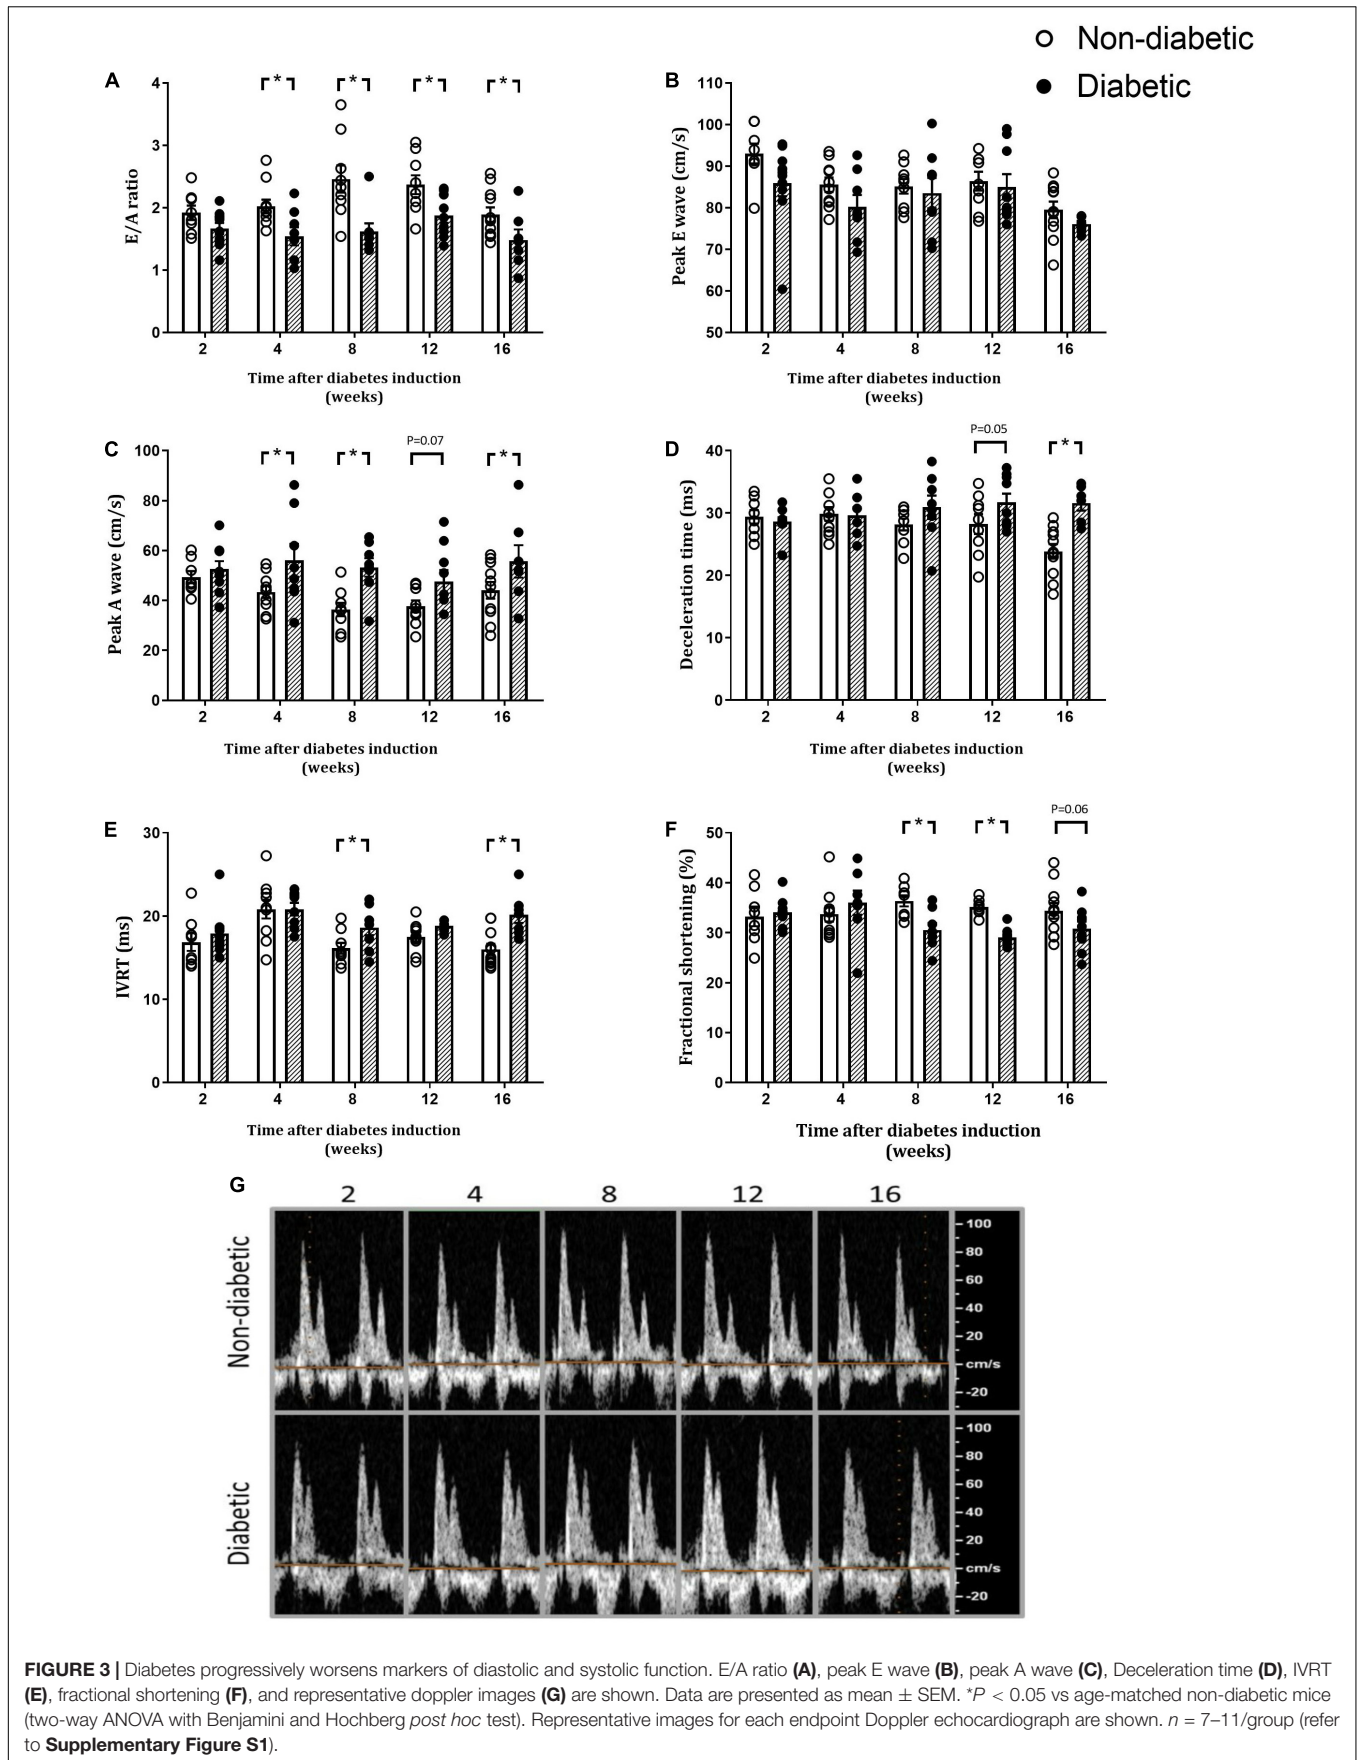 Non-diabetic
Diabetic
A
4
3
2
1
0
E/A ratio
* * * *
2 4 8 12 16
Time after diabetes induction
(weeks)
B
110
100
90
80
70
60
50
Peak E wave (cm/s)
2 4 8 12 16
Time after diabetes induction
(weeks)
C
100
80
60
40
20
0
Peak A wave (cm/s)
* * P=0.07 *
2 4 8 12 16
Time after diabetes induction
(weeks)
D
40
30
20
10
0
Deceleration time (ms)
P=0.05 *
2 4 8 12 16
Time after diabetes induction
(weeks)
E
30
20
10
0
IVRT (ms)
* *
2 4 8 12 16
Time after diabetes induction
(weeks)
F
50
40
30
20
10
0
Fractional shortening (%)
* * P=0.06
2 4 8 12 16
Time after diabetes induction
(weeks)
G
2 4 8 12 16
Non-diabetic
100
80
60
40
20
cm/s
-20
Diabetic
100
80
60
40
20
cm/s
-20
FIGURE 3 | Diabetes progressively worsens markers of diastolic and systolic function. E/A ratio (A), peak E wave (B), peak A wave (C), Deceleration time (D), IVRT
(E), fractional shortening (F), and representative doppler images (G) are shown. Data are presented as mean ± SEM. *P < 0.05 vs age-matched non-diabetic mice
(two-way ANOVA with Benjamini and Hochberg post hoc test). Representative images for each endpoint Doppler echocardiograph are shown. n = 7–11/group (refer
to Supplementary Figure S1).